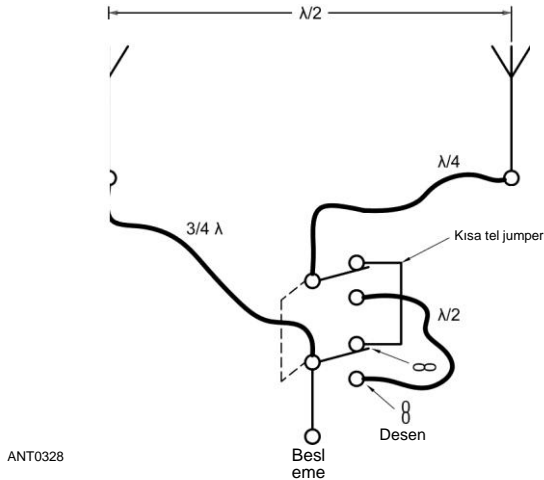 λ/2
λ/4
3/4 λ
Kısa tel jumper
λ/2
Desen
Besl
eme
ANT0328